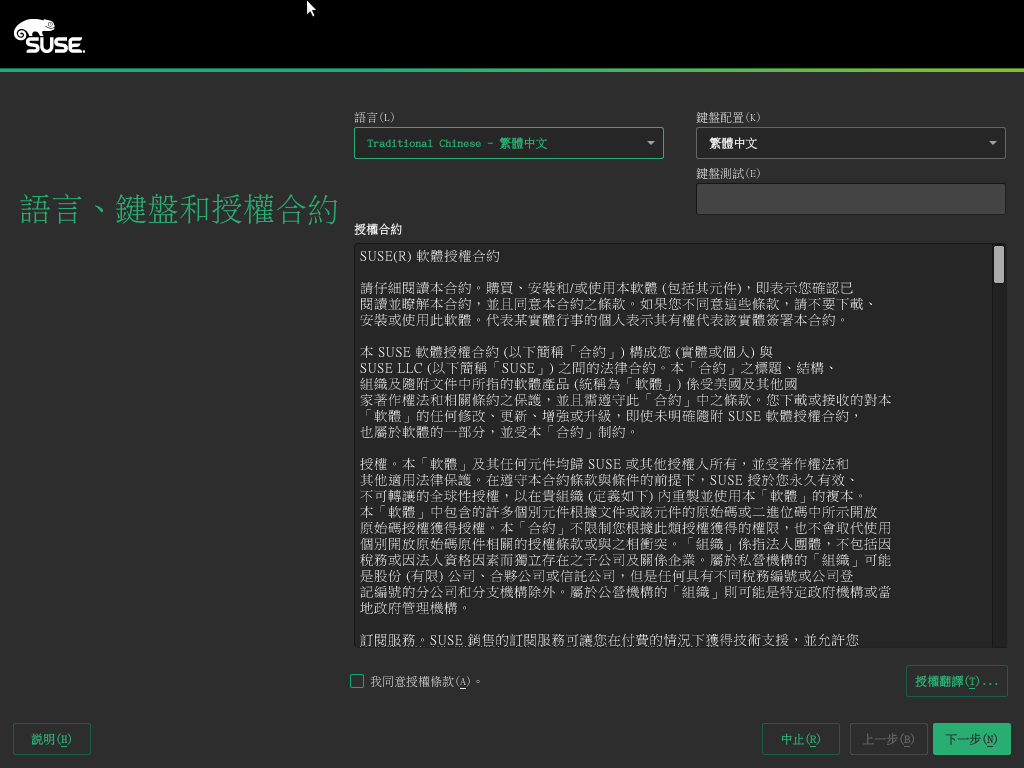 SUSE.
語言(L)
鍵盤配置(K)
Traditional Chinese - 繁體中文
繁體中文
鍵盤測試(E)
語言、鍵盤和授權合約
授權合約
SUSE(R) 軟體授權合約
請仔細閱讀本合約。購買、安裝和/或使用本軟體 (包括其元件)，即表示您確認已
閱讀並瞭解本合約，並且同意本合約之條款。如果您不同意這些條款，請不要下載、
安裝或使用此軟體。代表某實體行事的個人表示其有權代表該實體簽署本合約。
本 SUSE 軟體授權合約 (以下簡稱「合約」) 構成您 (實體或個人) 與
SUSE LLC (以下簡稱「SUSE」) 之間的法律合約。本「合約」之標題、結構、
組織及隨附文件中所指的軟體產品 (統稱為「軟體」) 係受美國及其他國
家著作權法和相關條約之保護，並且需遵守此「合約」中之條款。您下載或接收的對本
「軟體」的任何修改、更新、增強或升級，即使未明確隨附 SUSE 軟體授權合約，
也屬於軟體的一部分，並受本「合約」制約。
授權。本「軟體」及其任何元件均歸 SUSE 或其他授權人所有，並受著作權法和
其他適用法律保護。在遵守本合約條款與條件的前提下，SUSE 授於您永久有效、
不可轉讓的全球性授權，以在貴組織 (定義如下) 內重製並使用本「軟體」的複本。
本「軟體」中包含的許多個別元件根據文件或該元件的原始碼或二進位碼中所示開放
原始碼授權獲得授權。本「合約」不限制您根據此類授權獲得的權限，也不會取代使用
個別開放原始碼原件相關的授權條款或與之相衝突。「組織」係指法人團體，不包括因
稅務或因法人資格因素而獨立存在之子公司及關係企業。屬於私營機構的「組織」可能
是股份 (有限) 公司、合夥公司或信託公司，但是任何具有不同稅務編號或公司登
記編號的分公司和分支機構除外。屬於公營機構的「組織」則可能是特定政府機構或當
地政府管理機構。
訂閱服務。SUSE 銷售的訂閱服務可讓您在付費的情況下獲得技術支援，並允許您
我同意授權條款(A)。
授權翻譯(T)...
說明(H)
中止(R)
上一步(B)
下一步(N)